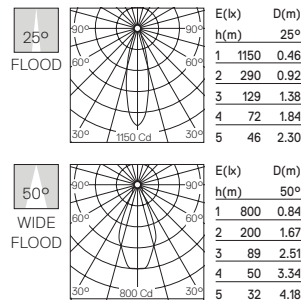 25°
FLOOD
90° 90°
60° 60°
30° 1150 Cd 30°
E(lx) D(m)
h(m) 25°
1 1150 0.46
2 290 0.92
3 129 1.38
4 72 1.84
5 46 2.30
50°
WIDE
FLOOD
90° 90°
60° 60°
30° 800 Cd 30°
E(lx) D(m)
h(m) 50°
1 800 0.84
2 200 1.67
3 89 2.51
4 50 3.34
5 32 4.18